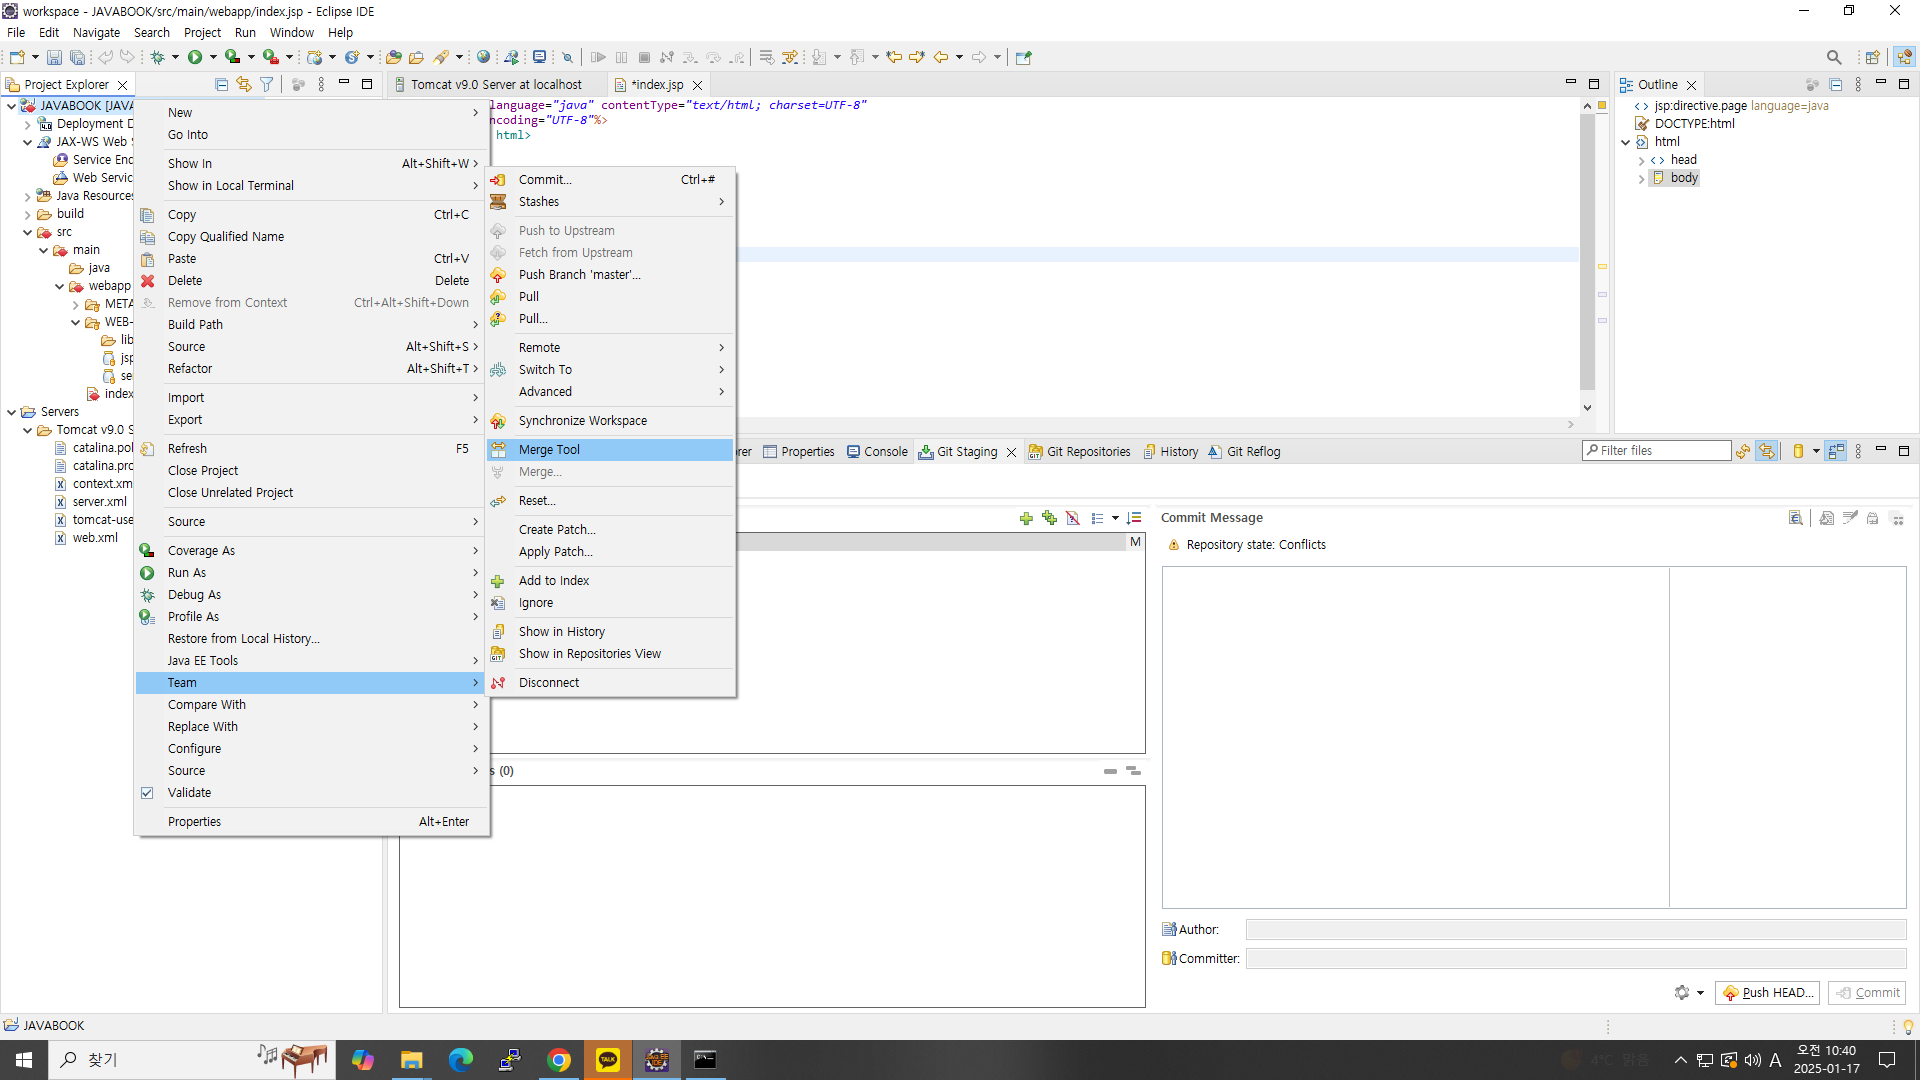 workspace - JAVABOOK/src/main/webapp/index.jsp - Eclipse IDE
File Edit Navigate Search Project Run Window Help
Project Explorer
Tomcat v9.0 Server at localhost
*index.jsp
Outline
JAVABOOK [JAVA
Deployment D
JAX-WS Web S
Service End
Web Servic
Java Resources
build
src
main
java
webapp
META
WEB-
lib
jsp
se
index
Servers
Tomcat v9.0 S
catalina.pol
catalina.pro
context.xm
server.xml
tomcat-use
web.xml
New
Go Into
Show In Alt+Shift+W
Show in Local Terminal
Copy Ctrl+C
Copy Qualified Name
Paste Ctrl+V
Delete Delete
Remove from Context Ctrl+Alt+Shift+Down
Build Path
Source Alt+Shift+S
Refactor Alt+Shift+T
Import
Export
Refresh F5
Close Project
Close Unrelated Project
Source
Coverage As
Run As
Debug As
Profile As
Restore from Local History...
Java EE Tools
Team
Compare With
Replace With
Configure
Source
Validate
Properties Alt+Enter
Commit... Ctrl+#
Stashes
Push to Upstream
Fetch from Upstream
Push Branch 'master'...
Pull
Pull...
Remote
Switch To
Advanced
Synchronize Workspace
Merge Tool
Merge...
Reset...
Create Patch...
Apply Patch...
Add to Index
Ignore
Show in History
Show in Repositories View
Disconnect
language="java" contentType="text/html; charset=UTF-8"
ncoding="UTF-8"%>
html>
jsp:directive.page language=java
DOCTYPE:html
html
head
body
rer
Properties
Console
Git Staging
Git Repositories
History
Git Reflog
Filter files
M
s (0)
Commit Message
Repository state: Conflicts
Author:
Committer:
Push HEAD...
Commit
JAVABOOK
찾기
TALK
Java EE
IDE
4°C 맑음
A
오전 10:40
2025-01-17